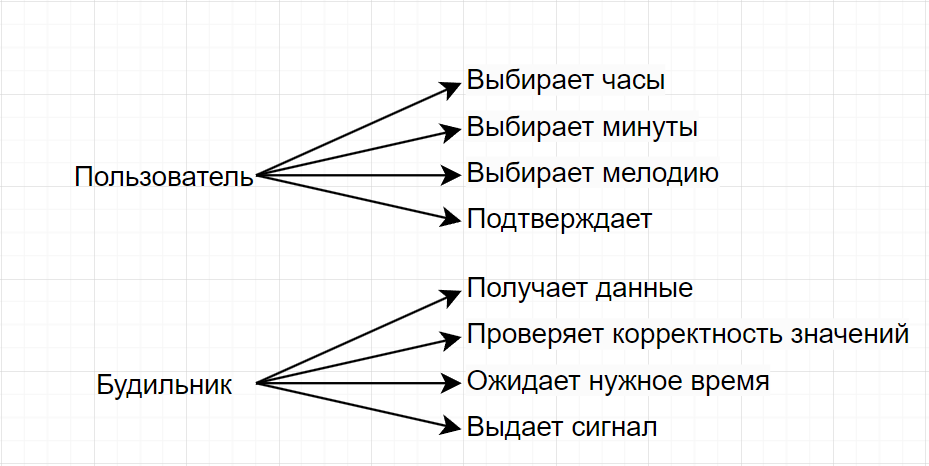 Выбирает часы
Выбирает минуты
Пользователь
Выбирает мелодию
Подтверждает
Получает данные
Проверяет корректность значений
Будильник
Ожидает нужное время
Выдает сигнал